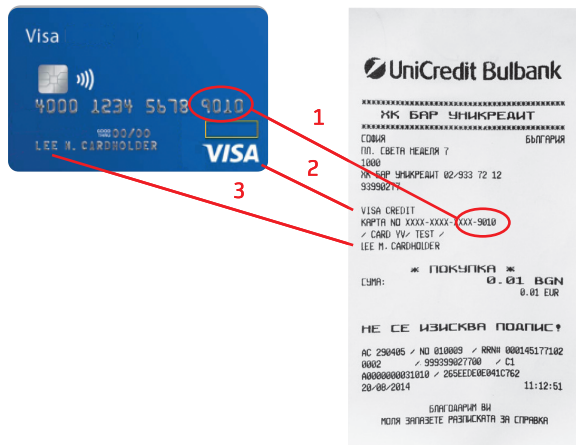 Visa
4000 1234 5678 9010
00/00
LEE M. CARDHOLDER
VISA
1
2
3
UniCredit Bulbank
ХК БАР УНИКРЕДИТ
СОФИЯ БЪЛГАРИЯ
ПЛ. СВЕТА НЕДЕЛЯ 7
1000
ХК БАР УНИКРЕДИТ 02/933 72 12
93990277
VISA CREDIT
КАРТА NO XXXX-XXXX-XXXX-9010
/ CARD YV/ TEST /
LEE M. CARDHOLDER
* ПОКУПКА *
СУМА: 0.01 BGN
0.01 EUR
НЕ СЕ ИЗИСКВА ПОДПИС!
AC 290405 / NO 010009 / RRN# 000145177102
0002 / 999399027700 / C1
A0000000031010 / 265EEDE0E041C762
20/08/2014 11:12:51
БЛАГОДАРИМ ВИ
МОЛЯ ЗАПАЗЕТЕ РАЗПИСКАТА ЗА СПРАВКА